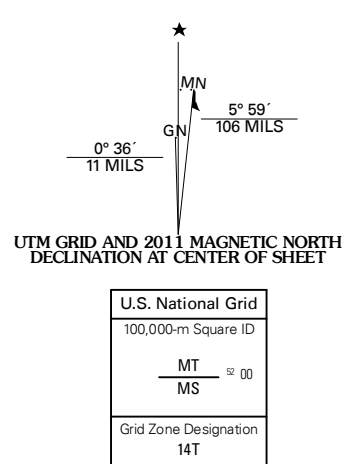 ★
MN
GN
5° 59´
106 MILS
0° 36´
11 MILS
UTM GRID AND 2011 MAGNETIC NORTH
DECLINATION AT CENTER OF SHEET
U.S. National Grid
100,000-m Square ID
MT
52 00
MS
Grid Zone Designation
14T